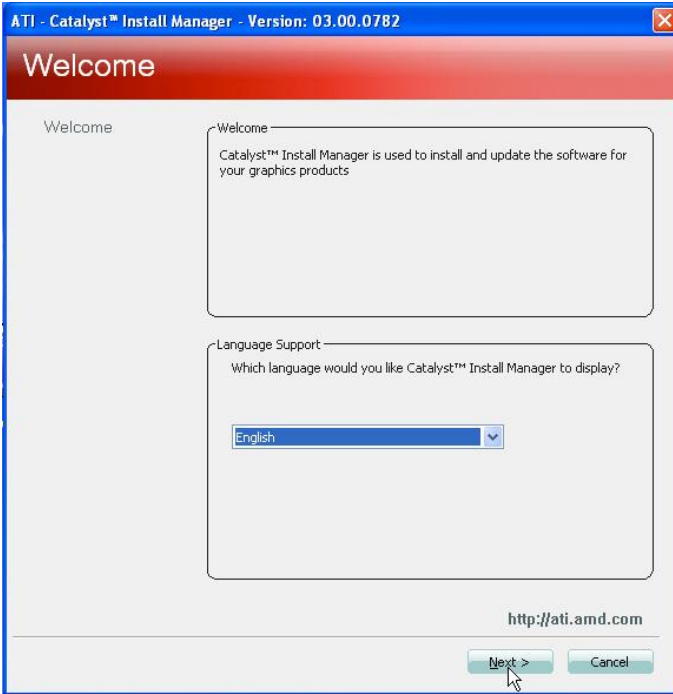 ATI - Catalyst™ Install Manager - Version: 03.00.0782
Welcome
Welcome
Welcome
Catalyst™ Install Manager is used to install and update the software for
your graphics products
Language Support
Which language would you like Catalyst™ Install Manager to display?
English
http://ati.amd.com
Next >
Cancel